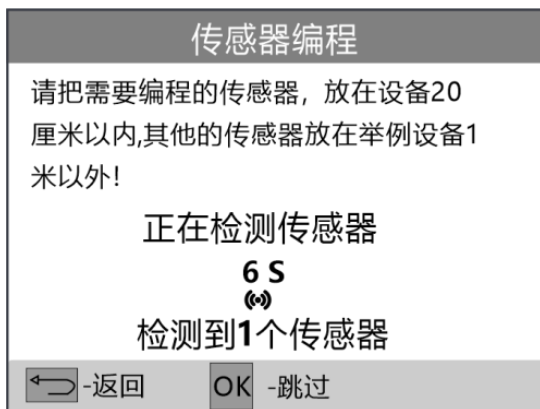 传感器编程
请把需要编程的传感器，放在设备20
厘米以内,其他的传感器放在举例设备1
米以外！
正在检测传感器
6 S
检测到1个传感器
-返回 OK -跳过